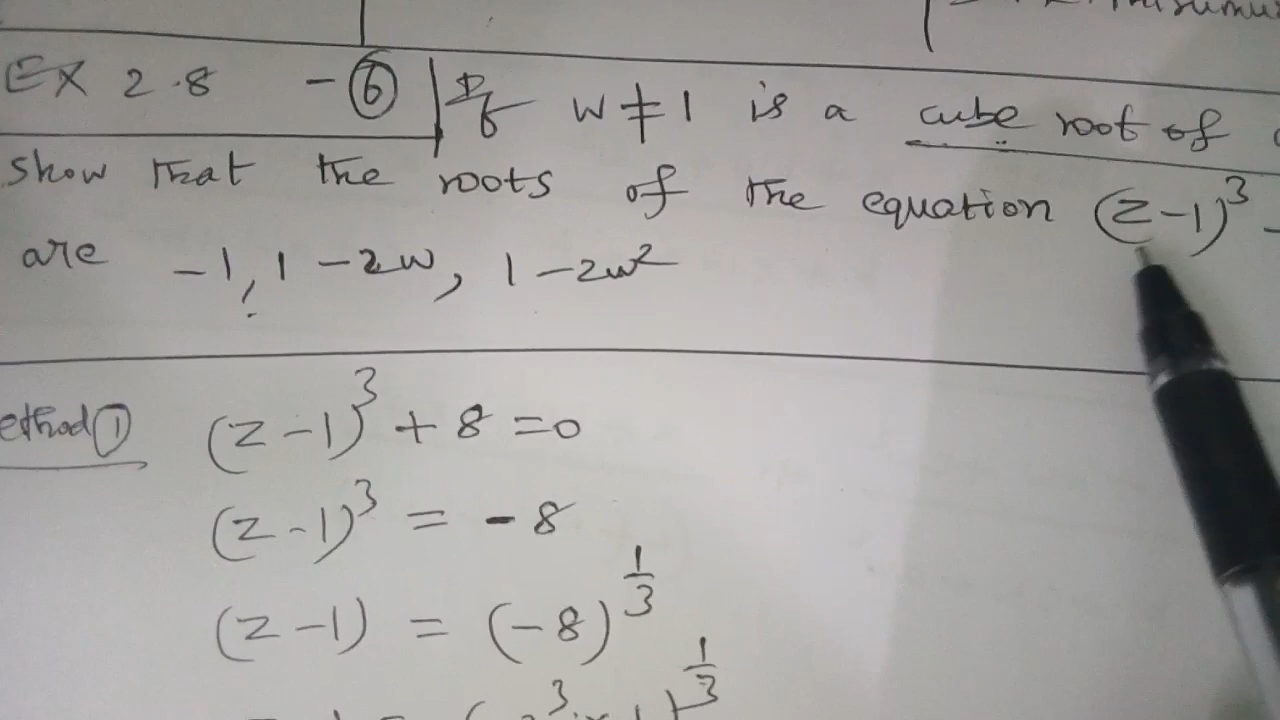 EX 2.8 - ⑥ If w ≠ 1 is a cube root of
show that the roots of the equation (z-1)³
are -1, 1-2w, 1-2w²
ethod ① (z-1)³ + 8 = 0
(z-1)³ = -8
(z-1) = (-8)^{1/3}